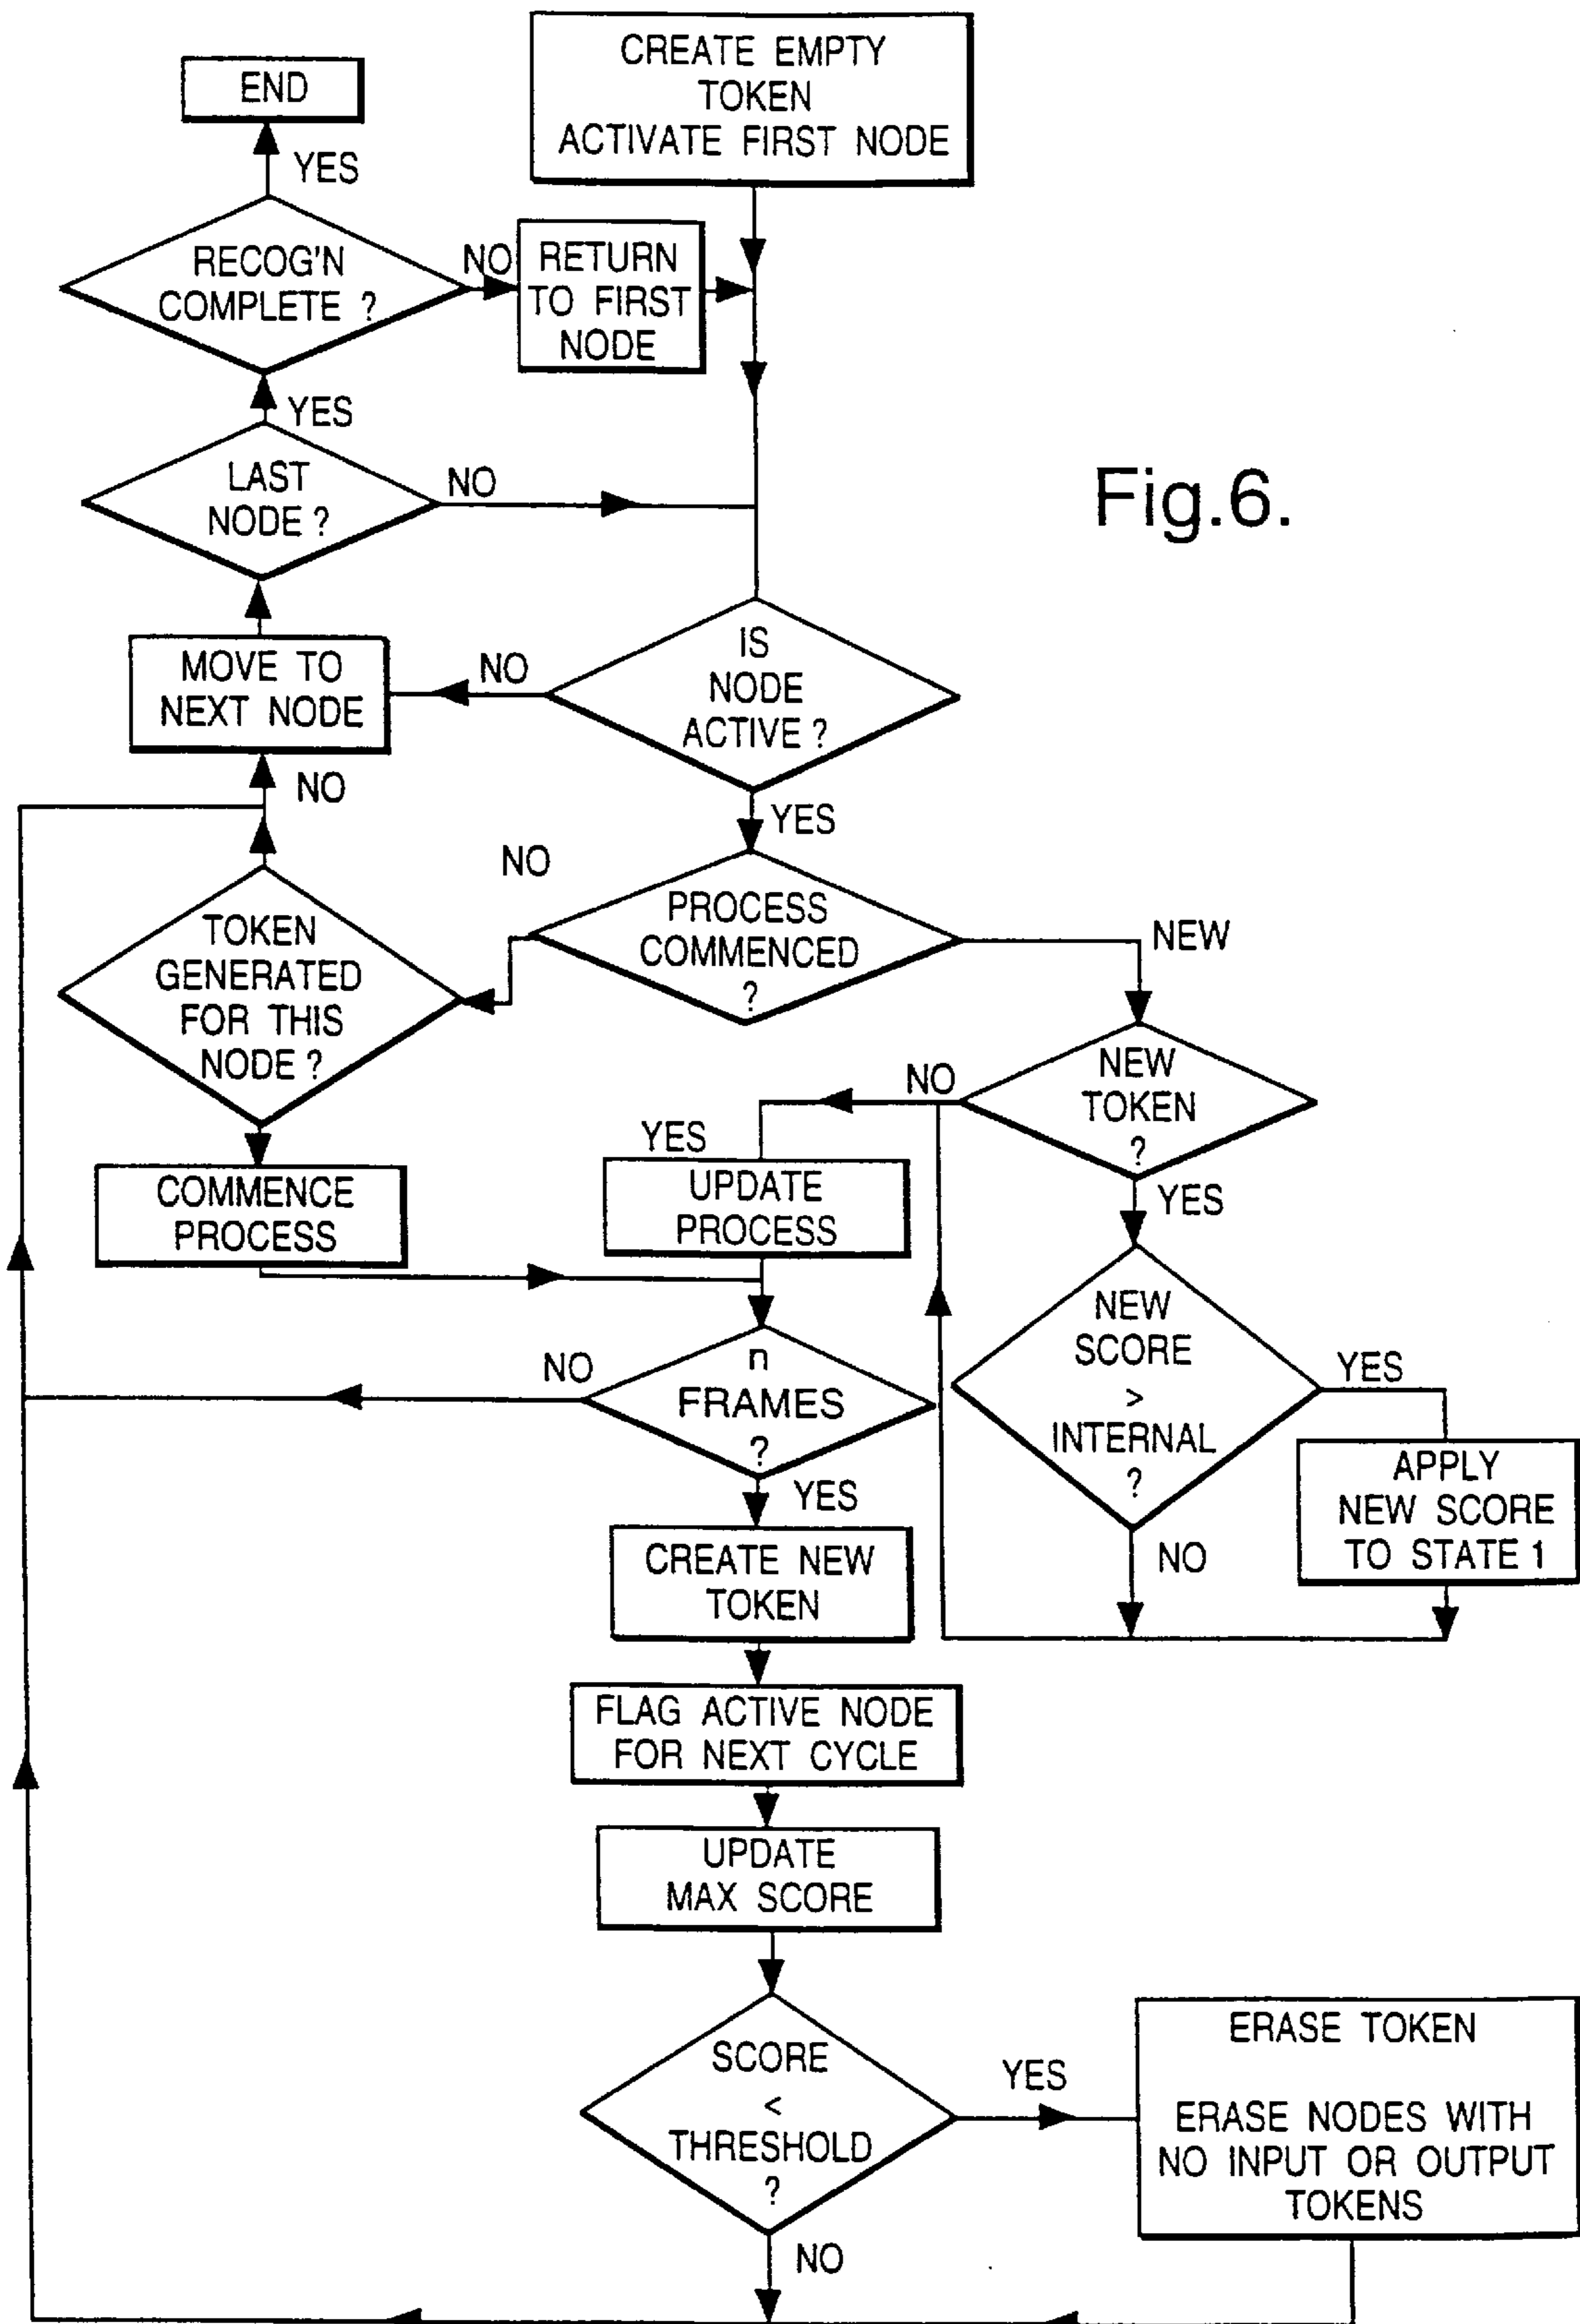 CREATE EMPTY
TOKEN
ACTIVATE FIRST NODE
END
YES
RECOG'N
COMPLETE ?
NO
RETURN
TO FIRST
NODE
YES
LAST
NODE ?
NO
Fig.6.
IS
NODE
ACTIVE ?
NO
MOVE TO
NEXT NODE
NO
YES
NO
PROCESS
COMMENCED
?
NEW
TOKEN
GENERATED
FOR THIS
NODE ?
NEW
TOKEN
?
NO
YES
COMMENCE
PROCESS
UPDATE
PROCESS
YES
NEW
SCORE
>
INTERNAL
?
YES
NO
n
FRAMES
?
APPLY
NEW SCORE
TO STATE 1
YES
NO
CREATE NEW
TOKEN
FLAG ACTIVE NODE
FOR NEXT CYCLE
UPDATE
MAX SCORE
SCORE
<
THRESHOLD
?
YES
ERASE TOKEN
ERASE NODES WITH
NO INPUT OR OUTPUT
TOKENS
NO